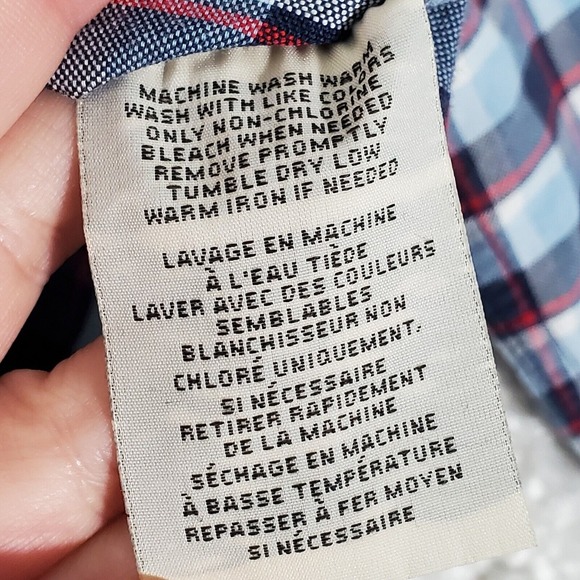 MACHINE WASH WARM
WASH WITH LIKE COLORS
ONLY NON-CHLORINE
BLEACH WHEN NEEDED
REMOVE PROMPTLY
TUMBLE DRY LOW
WARM IRON IF NEEDED
LAVAGE EN MACHINE
À L'EAU TIÈDE
LAVER AVEC DES COULEURS
SEMBLABLES
BLANCHISSEUR NON
CHLORÉ UNIQUEMENT,
SI NÉCESSAIRE
RETIRER RAPIDEMENT
DE LA MACHINE
SÉCHAGE EN MACHINE
À BASSE TEMPÉRATURE
REPASSER À FER MOYEN
SI NÉCESSAIRE